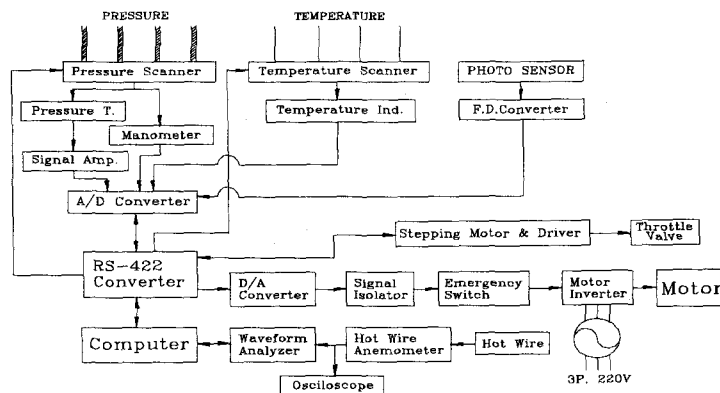 PRESSURE
TEMPERATURE
Pressure Scanner
Temperature Scanner
PHOTO SENSOR
Pressure T.
Manometer
Temperature Ind.
F.D.Converter
Signal Amp.
A/D Converter
Stepping Motor & Driver
Throttle
Valve
RS-422
Converter
D/A
Converter
Signal
Isolator
Emergency
Switch
Motor
Inverter
Motor
Computer
Waveform
Analyzer
Hot Wire
Anemometer
Hot Wire
Osciloscope
3P. 220V